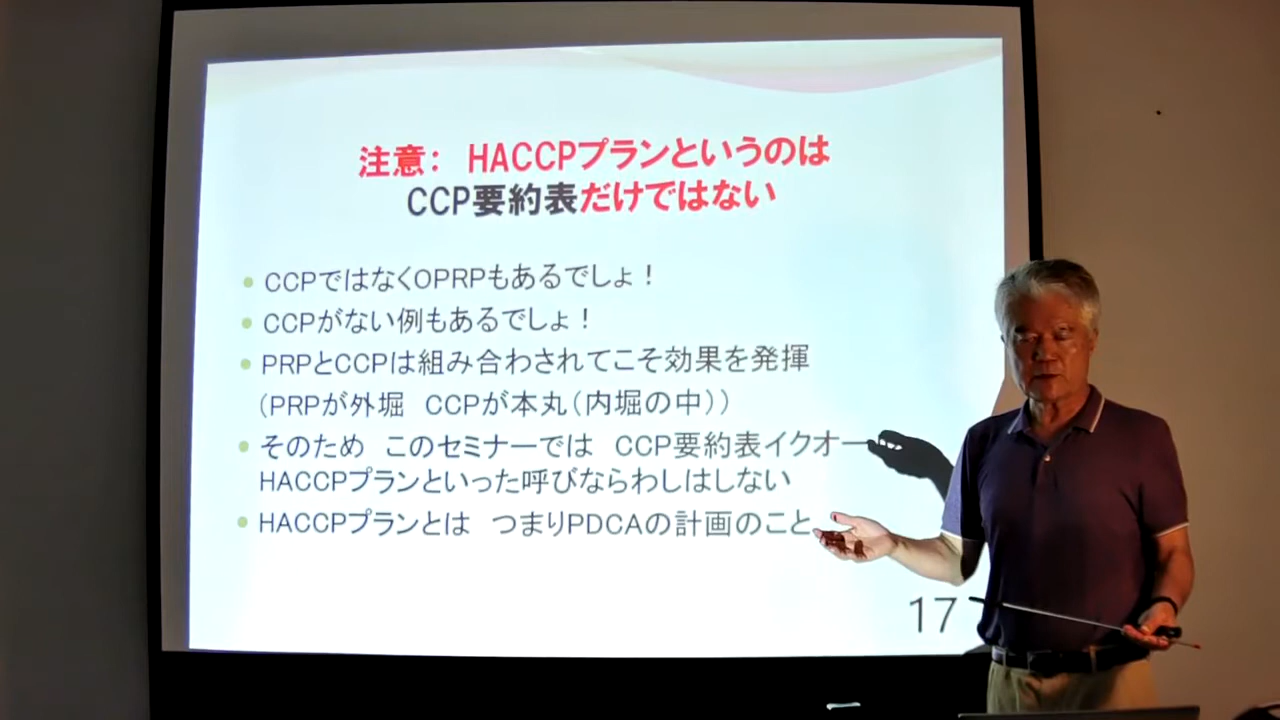 注意： HACCPプランというのは
CCP要約表だけではない
CCPではなくOPRPもあるでしょ！
CCPがない例もあるでしょ！
PRPとCCPは組み合わされてこそ効果を発揮
（PRPが外堀　CCPが本丸（内堀の中））
そのため　このセミナーでは　CCP要約表イクオー
HACCPプランといった呼びならわしはしない
HACCPプランとは　つまりPDCAの計画のこと
17